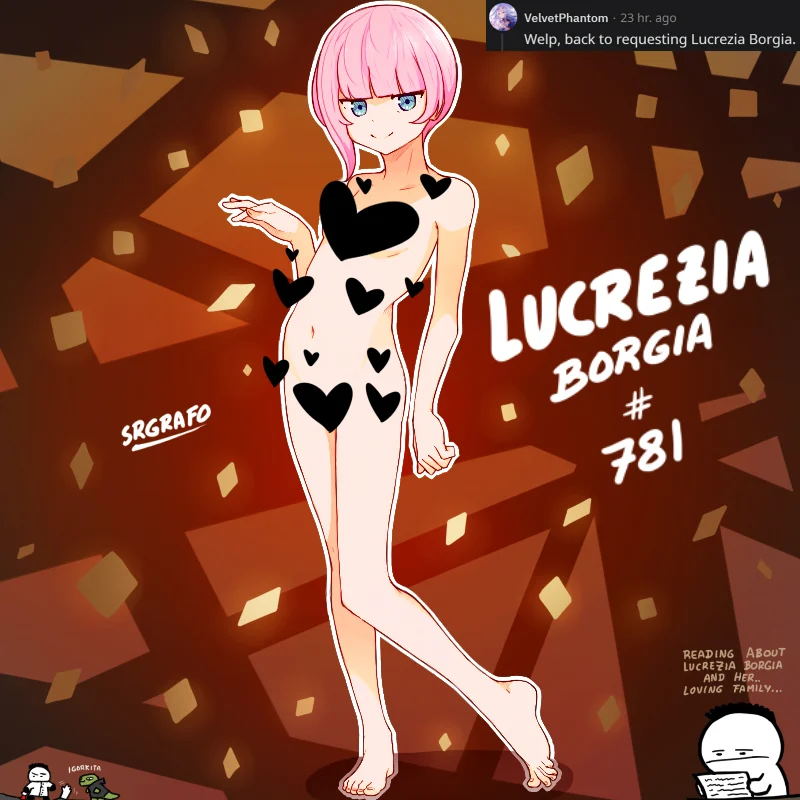 VelvetPhantom · 23 hr. ago
Welp, back to requesting Lucrezia Borgia.
LUCREZIA
BORGIA
#
781
SRGRAFO
READING ABOUT
LUCREZIA BORGIA
AND HER..
LOVING FAMILY...
IGORKITA